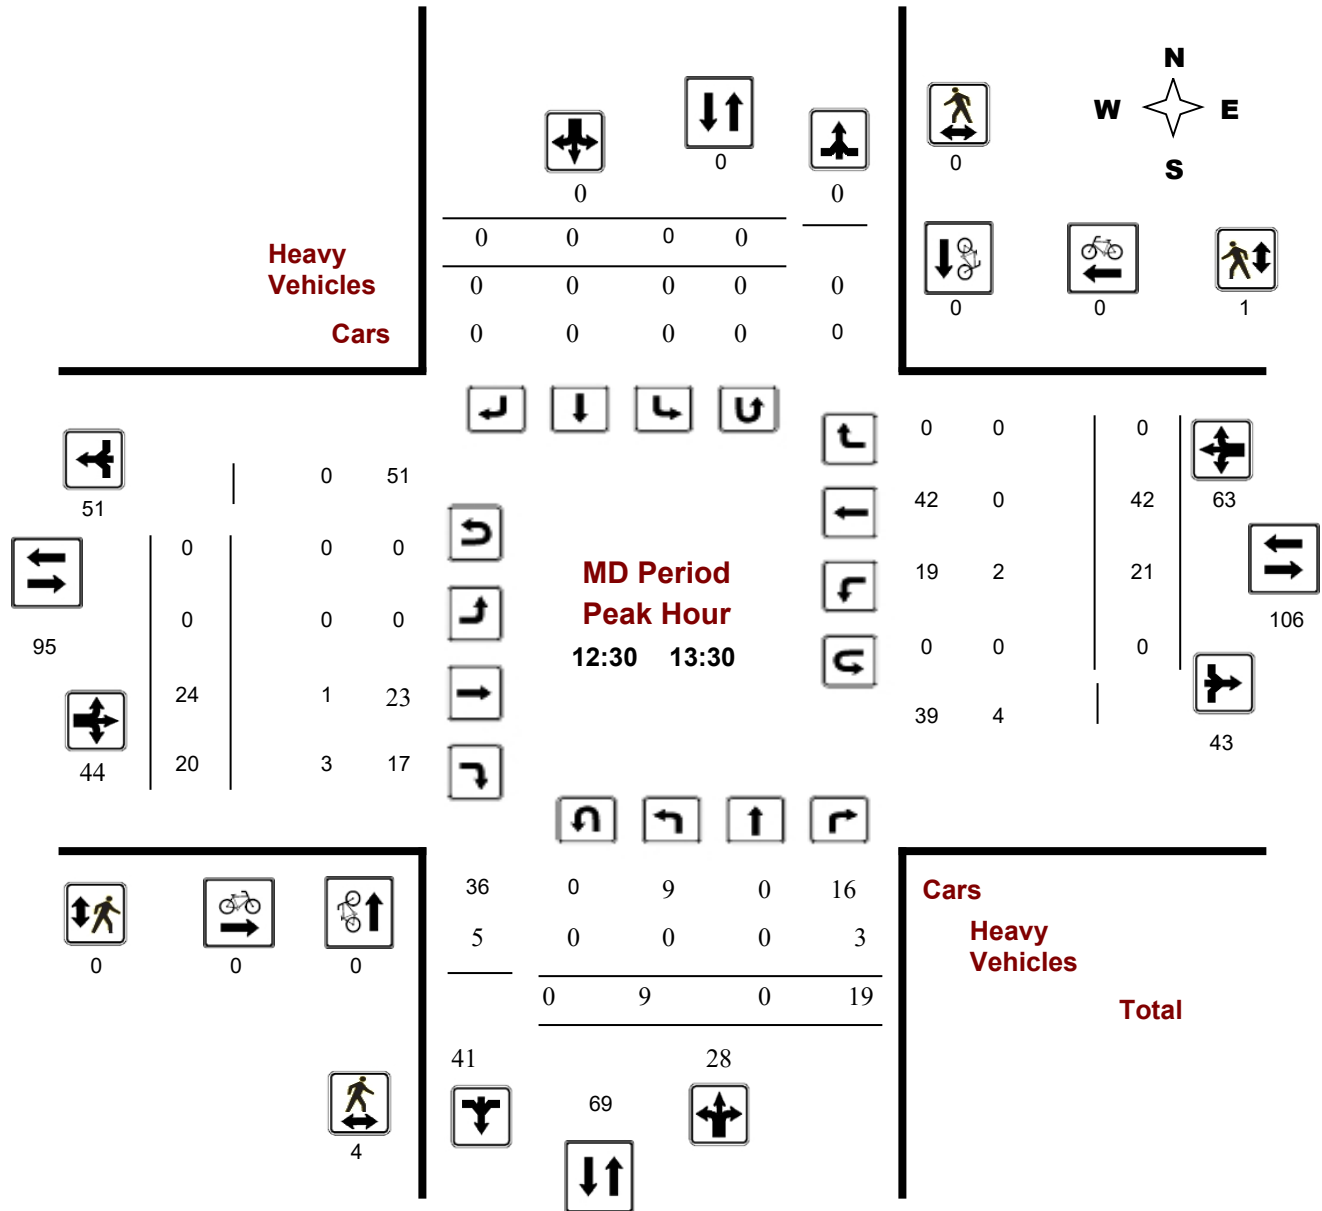 N
W E
S
0
0
0 0
0 0 0 0
Heavy
Vehicles
0 0 0 0 0
Cars
0 0 0 0 0
0 0 1
0 51
51
0 0 0
0 0 0
95
24 1 23
44
20 3 17
MD Period
Peak Hour
12:30 13:30
0 0 0
42 0 42 63
19 2 21
106
0 0 0
39 4
43
36 0 9 0 16
5 0 0 0 3
0 9 0 19
41 28
69
Cars
Heavy
Vehicles
Total
0 0 0
4